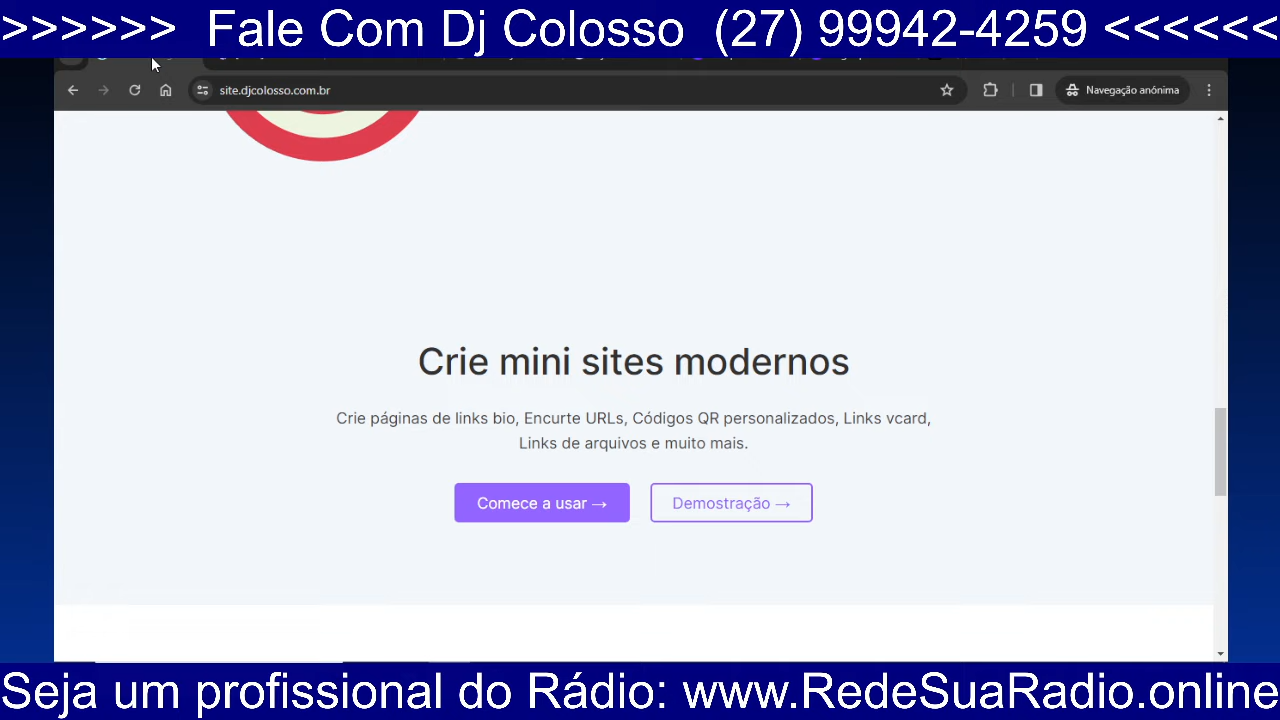 >>>>>> Fale Com Dj Colosso (27) 99942-4259 <<<<<<
site.djcolosso.com.br
Navegação anónima
Crie mini sites modernos
Crie páginas de links bio, Encurte URLs, Códigos QR personalizados, Links vcard,
Links de arquivos e muito mais.
Comece a usar →
Demostração →
Seja um profissional do Rádio: www.RedeSuaRadio.online